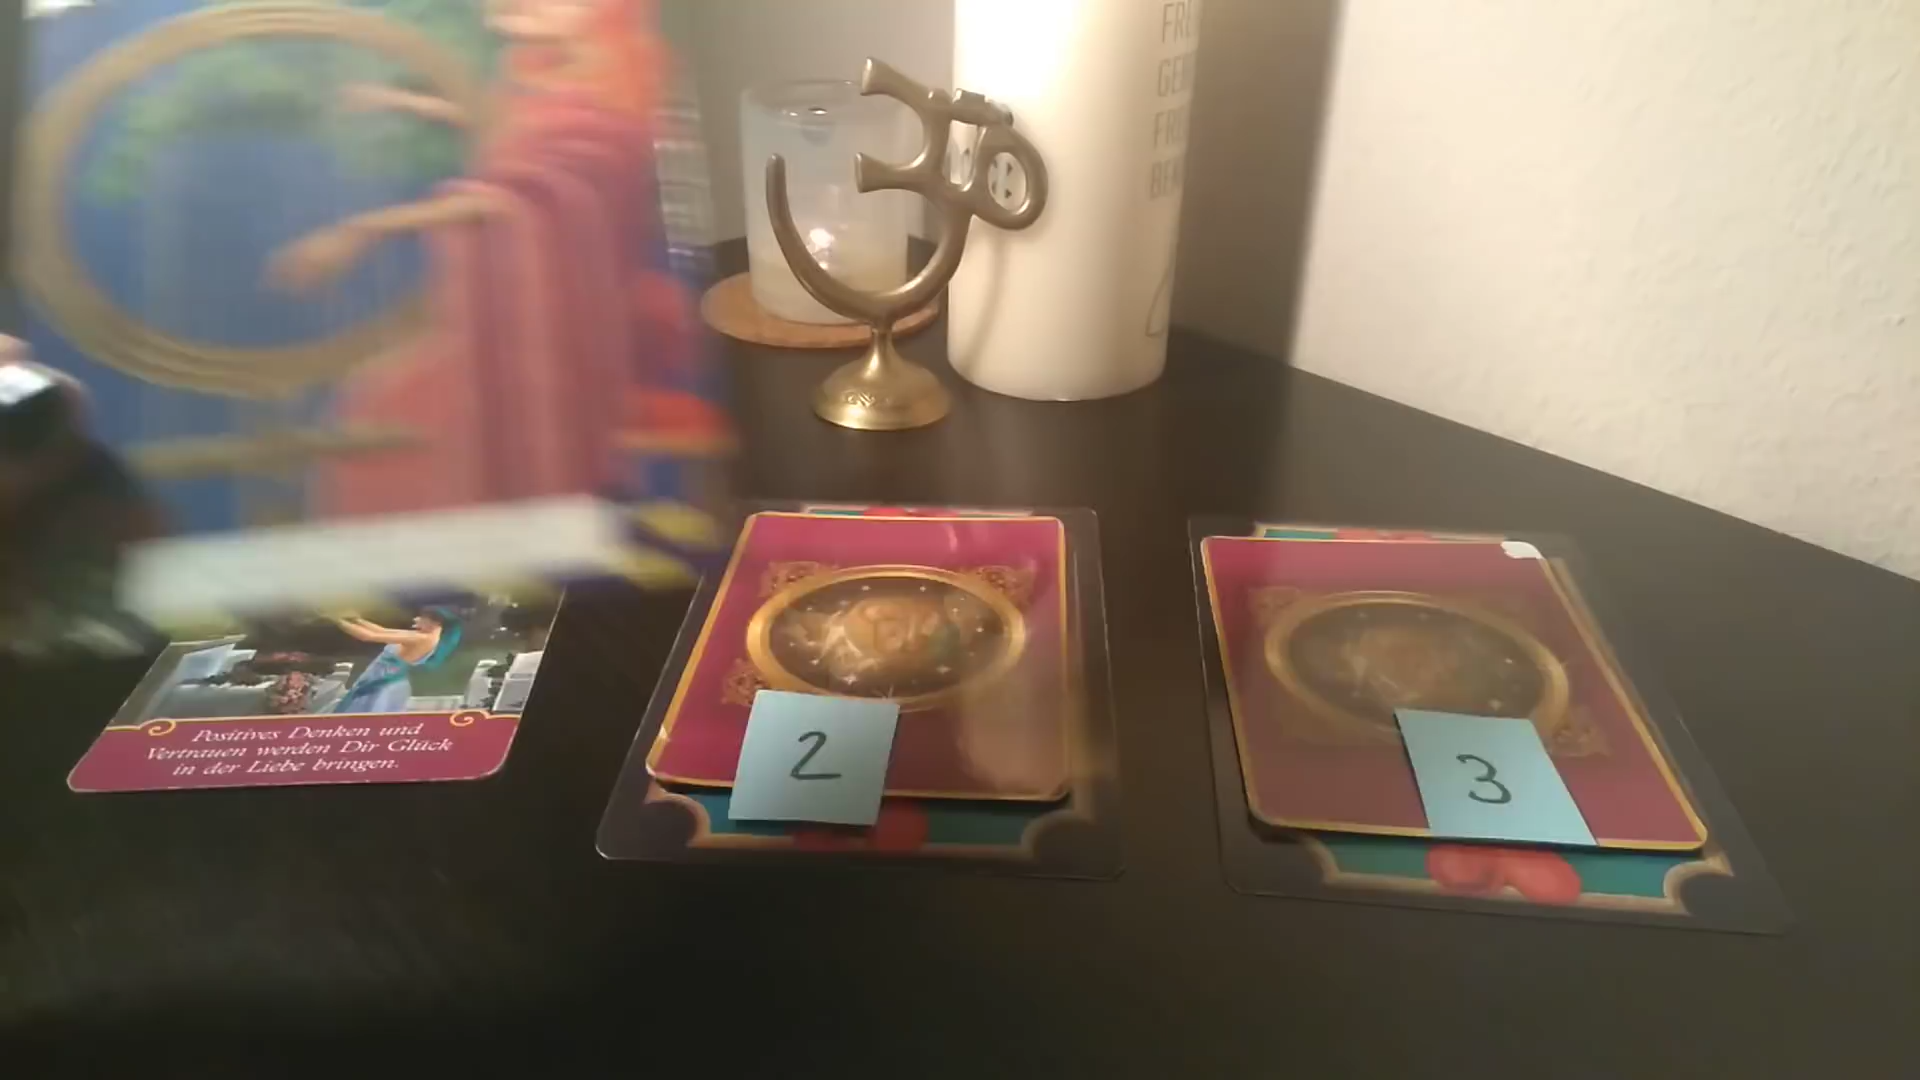 Positives Denken und
Vertrauen werden Dir Glück
in der Liebe bringen.
2
3